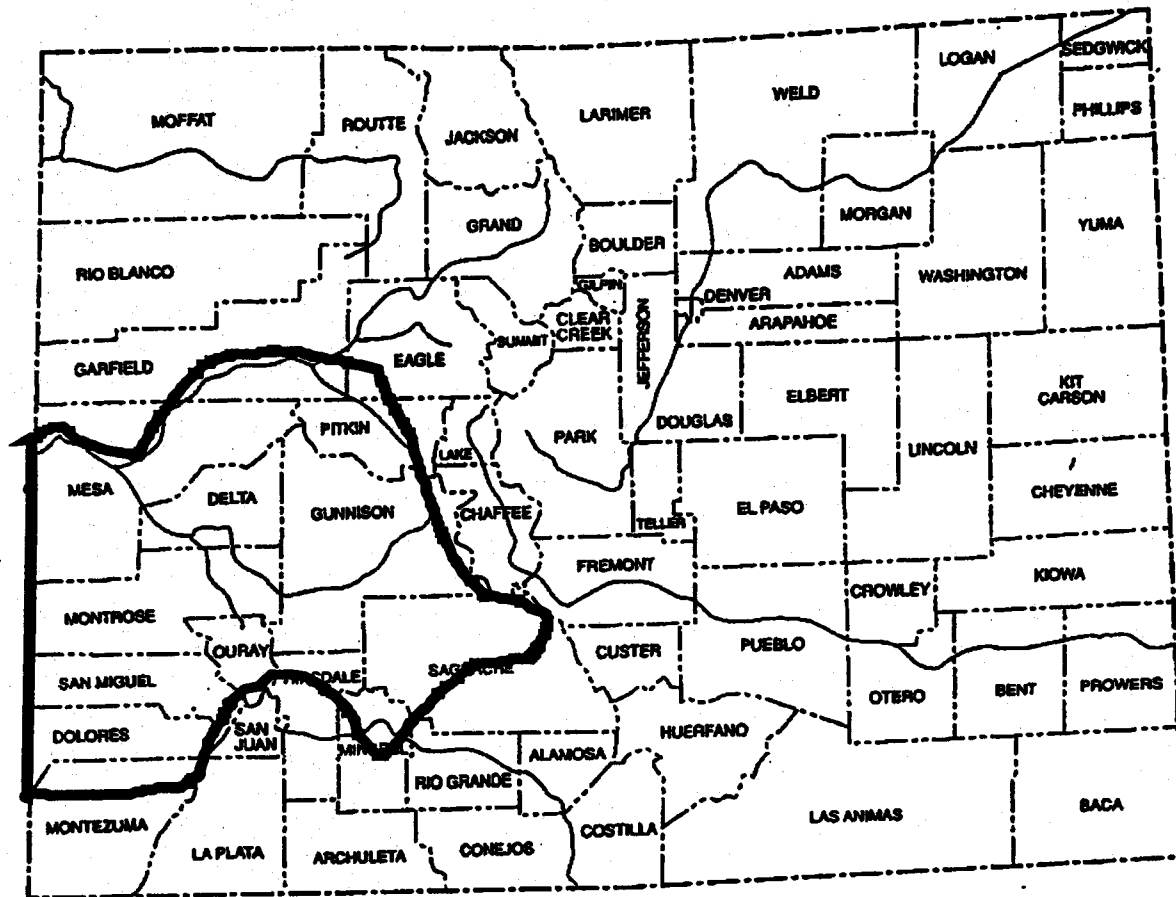 LOGAN
SEDGWICK
WELD
PHILLIPS
MOFFAT
ROUTTE
JACKSON
LARIMER
MORGAN
YUMA
GRAND
BOULDER
RIO BLANCO
ADAMS
WASHINGTON
GILPIN
DENVER
CLEAR
CREEK
ARAPAHOE
SUMMIT
JEFFERSON
GARFIELD
EAGLE
KIT
CARSON
ELBERT
DOUGLAS
PITKIN
PARK
LAKE
LINCOLN
MESA
DELTA
GUNNISON
CHAFFEE
TELLER
EL PASO
CHEYENNE
FREMONT
CROWLEY
KIOWA
MONTROSE
OURAY
CUSTER
PUEBLO
SAN MIGUEL
SAGUACHE
OTERO
BENT
PROWERS
DOLORES
SAN
JUAN
HUERFANO
ALAMOSA
RIO GRANDE
MONTEZUMA
COSTILLA
LAS ANIMAS
BACA
LA PLATA
ARCHULETA
CONEJOS